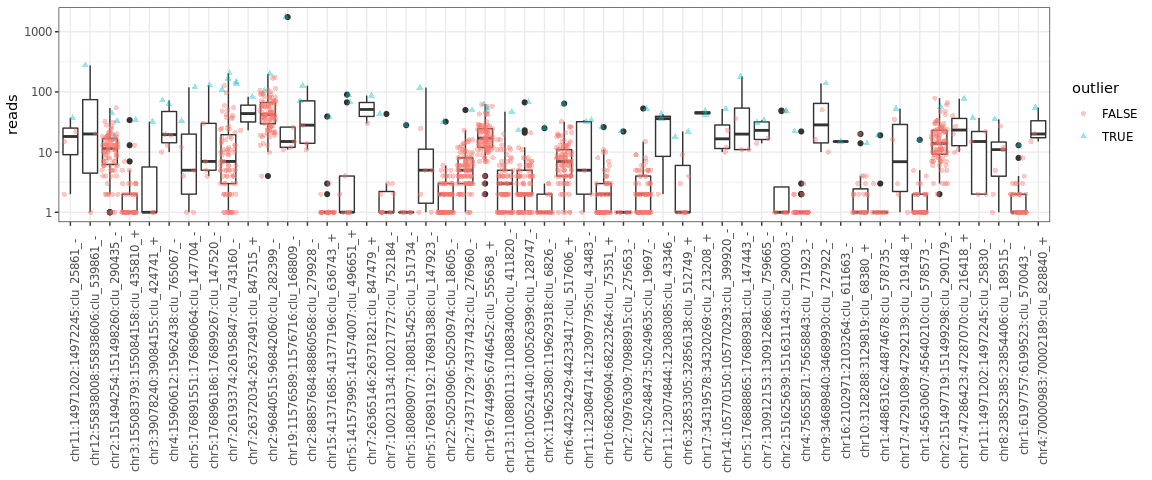 reads
1000
100
10
1
outlier
FALSE
TRUE
chr11:14971202:14972245:clu_25861_-
chr12:55838008:55838606:clu_539861_-
chr2:151494254:151498260:clu_290435_-
chr3:155083793:155084158:clu_435810_+
chr3:39078240:39084155:clu_424741_+
chr4:15960612:15962438:clu_765067_-
chr5:176891551:176896064:clu_147704_-
chr5:176896186:176899267:clu_147520_-
chr7:26193374:26195847:clu_743160_-
chr7:26372034:26372491:clu_847515_+
chr2:96840515:96842060:clu_282399_-
chr19:11576589:11576716:clu_168809_-
chr2:88857684:88860568:clu_279928_-
chr15:41371685:41377196:clu_636743_+
chr5:141573995:141574007:clu_496651_+
chr7:26365146:26371821:clu_847479_+
chr7:100213134:100217727:clu_752184_-
chr5:180817077:180815425:clu_151734_-
chr5:176891192:176891388:clu_147923_-
chr22:50250906:50250974:clu_18605_-
chr2:74371729:74377432:clu_276960_-
chr19:6744995:6746452:clu_555638_+
chr13:110880113:110883400:clu_411820_-
chr10:100524140:100526399:clu_128747_-
chrX:119625380:119629318:clu_6826_-
chr6:44232429:44233417:clu_517606_+
chr11:123084714:123097795:clu_43483_-
chr10:68206904:68223264:clu_75351_+
chr2:70976309:70988915:clu_275653_-
chr22:50248473:50249635:clu_19697_-
chr11:123074844:123083085:clu_43346_-
chr6:32853305:32856138:clu_512749_+
chr17:34319578:34320269:clu_213208_+
chr14:105770150:105770293:clu_399920_-
chr5:176887665:176889381:clu_147443_-
chr7:130912153:130912686:clu_759665_-
chr2:151625639:151631143:clu_290003_-
chr4:75655871:75658843:clu_771923_-
chr9:34689840:34689930:clu_727922_-
chr16:2102971:2103264:clu_611663_-
chr10:3128288:3129819:clu_68380_+
chr1:44863162:44874678:clu_578735_-
chr17:47291089:47292139:clu_219148_+
chr1:45630607:45640210:clu_578573_-
chr2:151497179:151499298:clu_290179_-
chr17:47286423:47287070:clu_216418_+
chr11:14971202:14972245:clu_25830_-
chr8:23852385:23854406:clu_189515_-
chr1:6197757:6199523:clu_570043_-
chr4:70000983:70002189:clu_828840_+